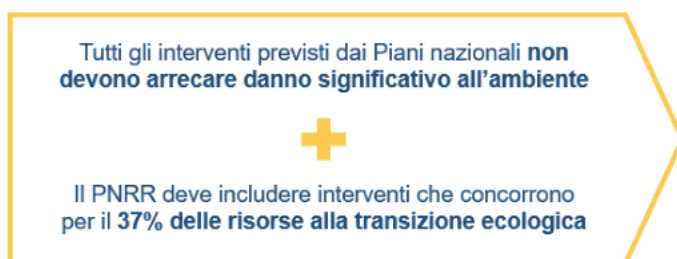 Tutti gli interventi previsti dai Piani nazionali non
devono arrecare danno significativo all'ambiente
+
Il PNRR deve includere interventi che concorrono
per il 37% delle risorse alla transizione ecologica